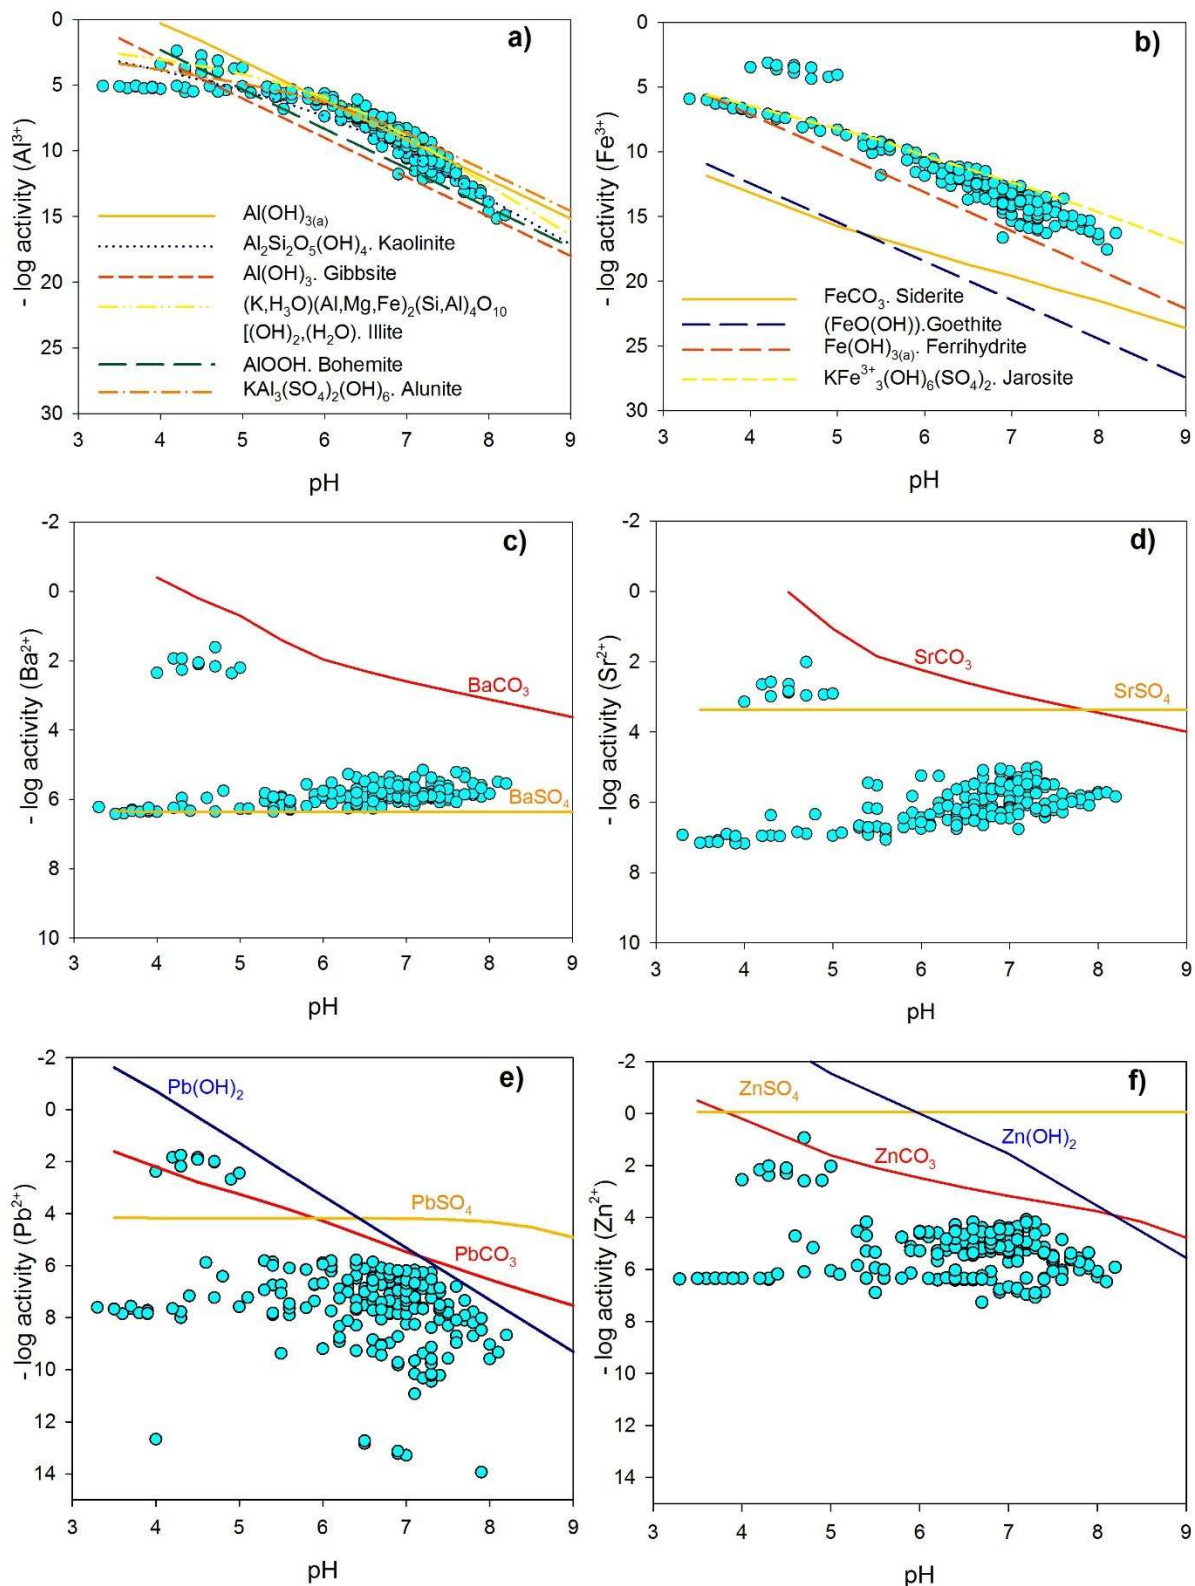 a)
0
5
10
15
20
25
30
- log activity (Al³⁺)
Al(OH)₃₍ₐ₎
Al₂Si₂O₅(OH)₄. Kaolinite
Al(OH)₃. Gibbsite
(K,H₃O)(Al,Mg,Fe)₂(Si,Al)₄O₁₀
[(OH)₂,(H₂O). Illite
AlOOH. Bohemite
KAl₃(SO₄)₂(OH)₆. Alunite
3 4 5 6 7 8 9
pH
b)
0
5
10
15
20
25
30
- log activity (Fe³⁺)
FeCO₃. Siderite
(FeO(OH)).Goethite
Fe(OH)₃₍ₐ₎. Ferrihydrite
KFe³⁺₃(OH)₆(SO₄)₂. Jarosite
3 4 5 6 7 8 9
pH
c)
-2
0
2
4
6
8
10
- log activity (Ba²⁺)
BaCO₃
BaSO₄
3 4 5 6 7 8 9
pH
d)
-2
0
2
4
6
8
10
- log activity (Sr²⁺)
SrCO₃
SrSO₄
3 4 5 6 7 8 9
pH
e)
-2
0
2
4
6
8
10
12
14
- log activity (Pb²⁺)
Pb(OH)₂
PbSO₄
PbCO₃
3 4 5 6 7 8 9
pH
f)
-2
0
2
4
6
8
10
12
14
- log activity (Zn²⁺)
ZnSO₄
Zn(OH)₂
ZnCO₃
3 4 5 6 7 8 9
pH